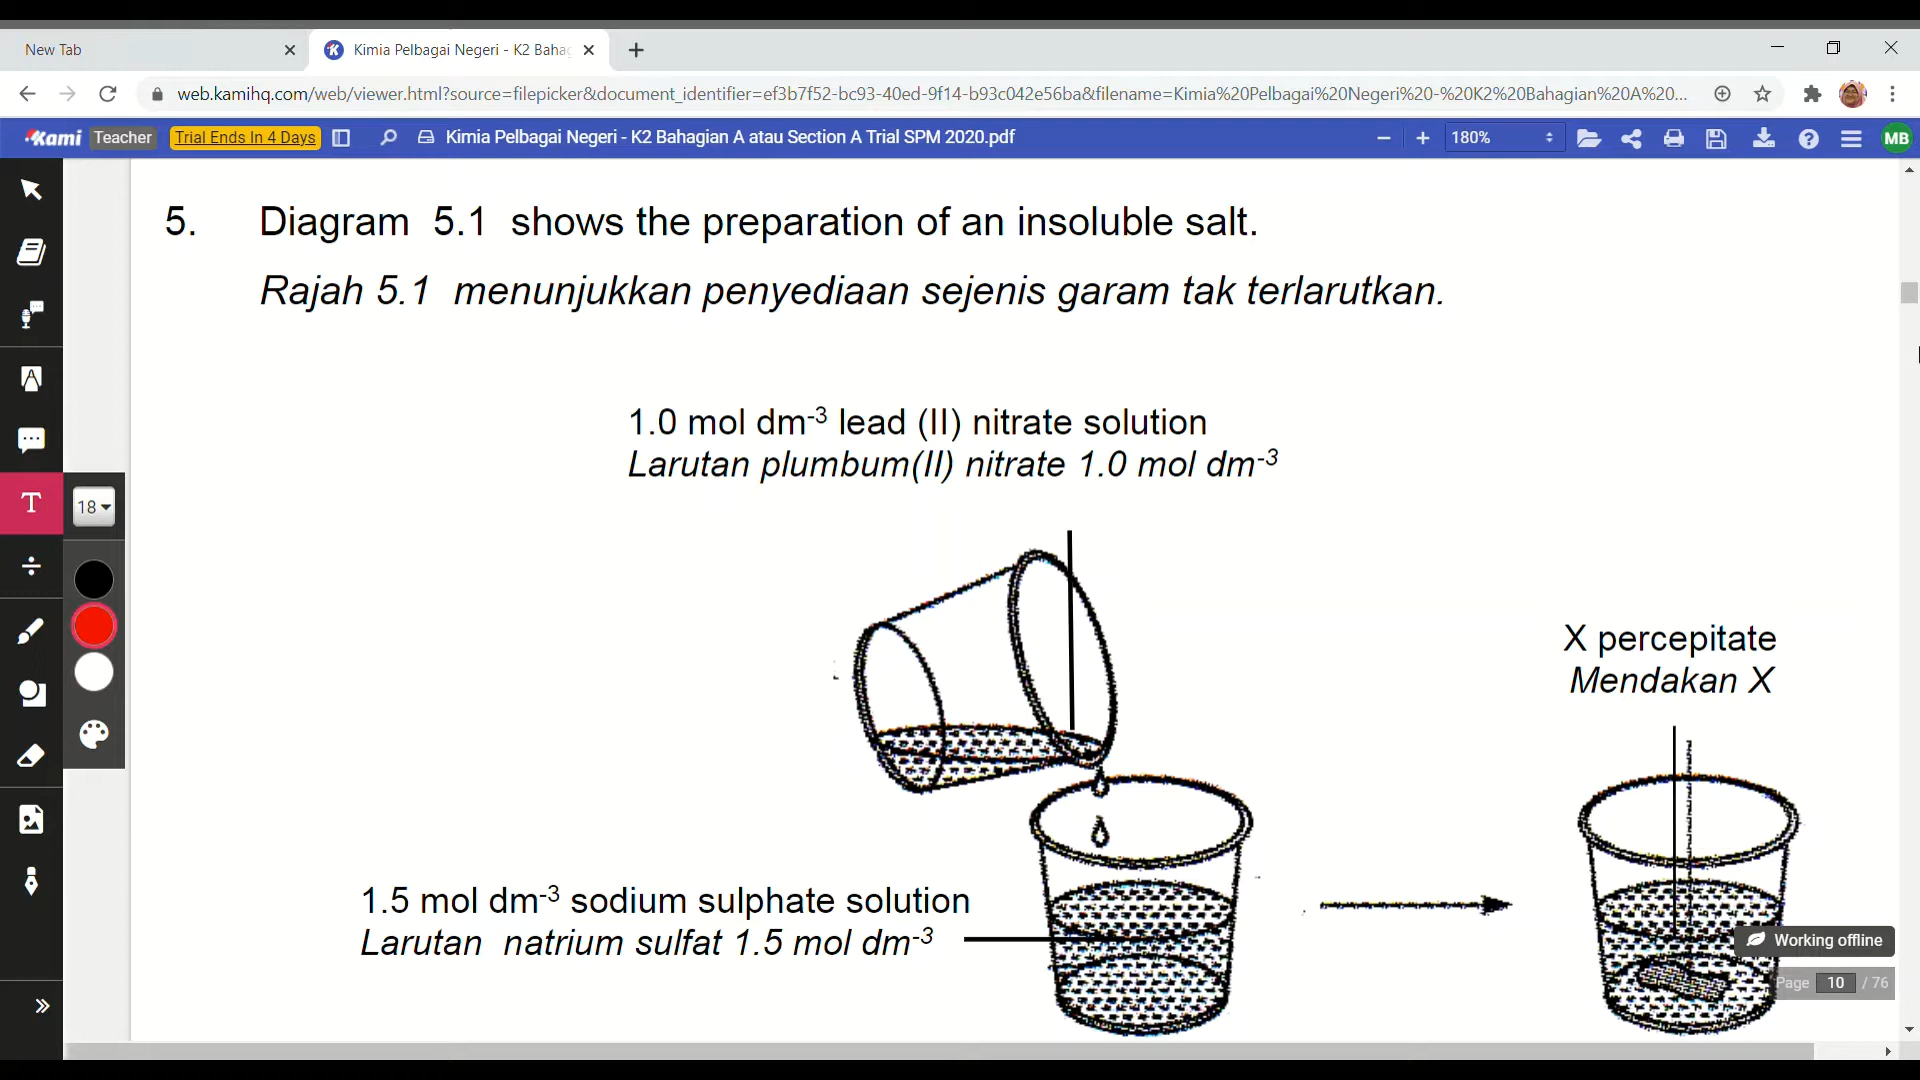 New Tab
Kimia Pelbagai Negeri - K2 Baha
web.kamihq.com/web/viewer.html?source=filepicker&document_identifier=ef3b7f52-bc93-40ed-9f14-b93c042e56ba&filename=Kimia%20Pelbagai%20Negeri%20-%20K2%20Bahagian%20A%20...
Kami Teacher Trial Ends In 4 Days Kimia Pelbagai Negeri - K2 Bahagian A atau Section A Trial SPM 2020.pdf 180% MB
5. Diagram 5.1 shows the preparation of an insoluble salt.
Rajah 5.1 menunjukkan penyediaan sejenis garam tak terlarutkan.
1.0 mol dm-3 lead (II) nitrate solution
Larutan plumbum(II) nitrate 1.0 mol dm-3
T 18
X percepitate
Mendakan X
1.5 mol dm-3 sodium sulphate solution
Larutan natrium sulfat 1.5 mol dm-3
Working offline
Page 10 / 76